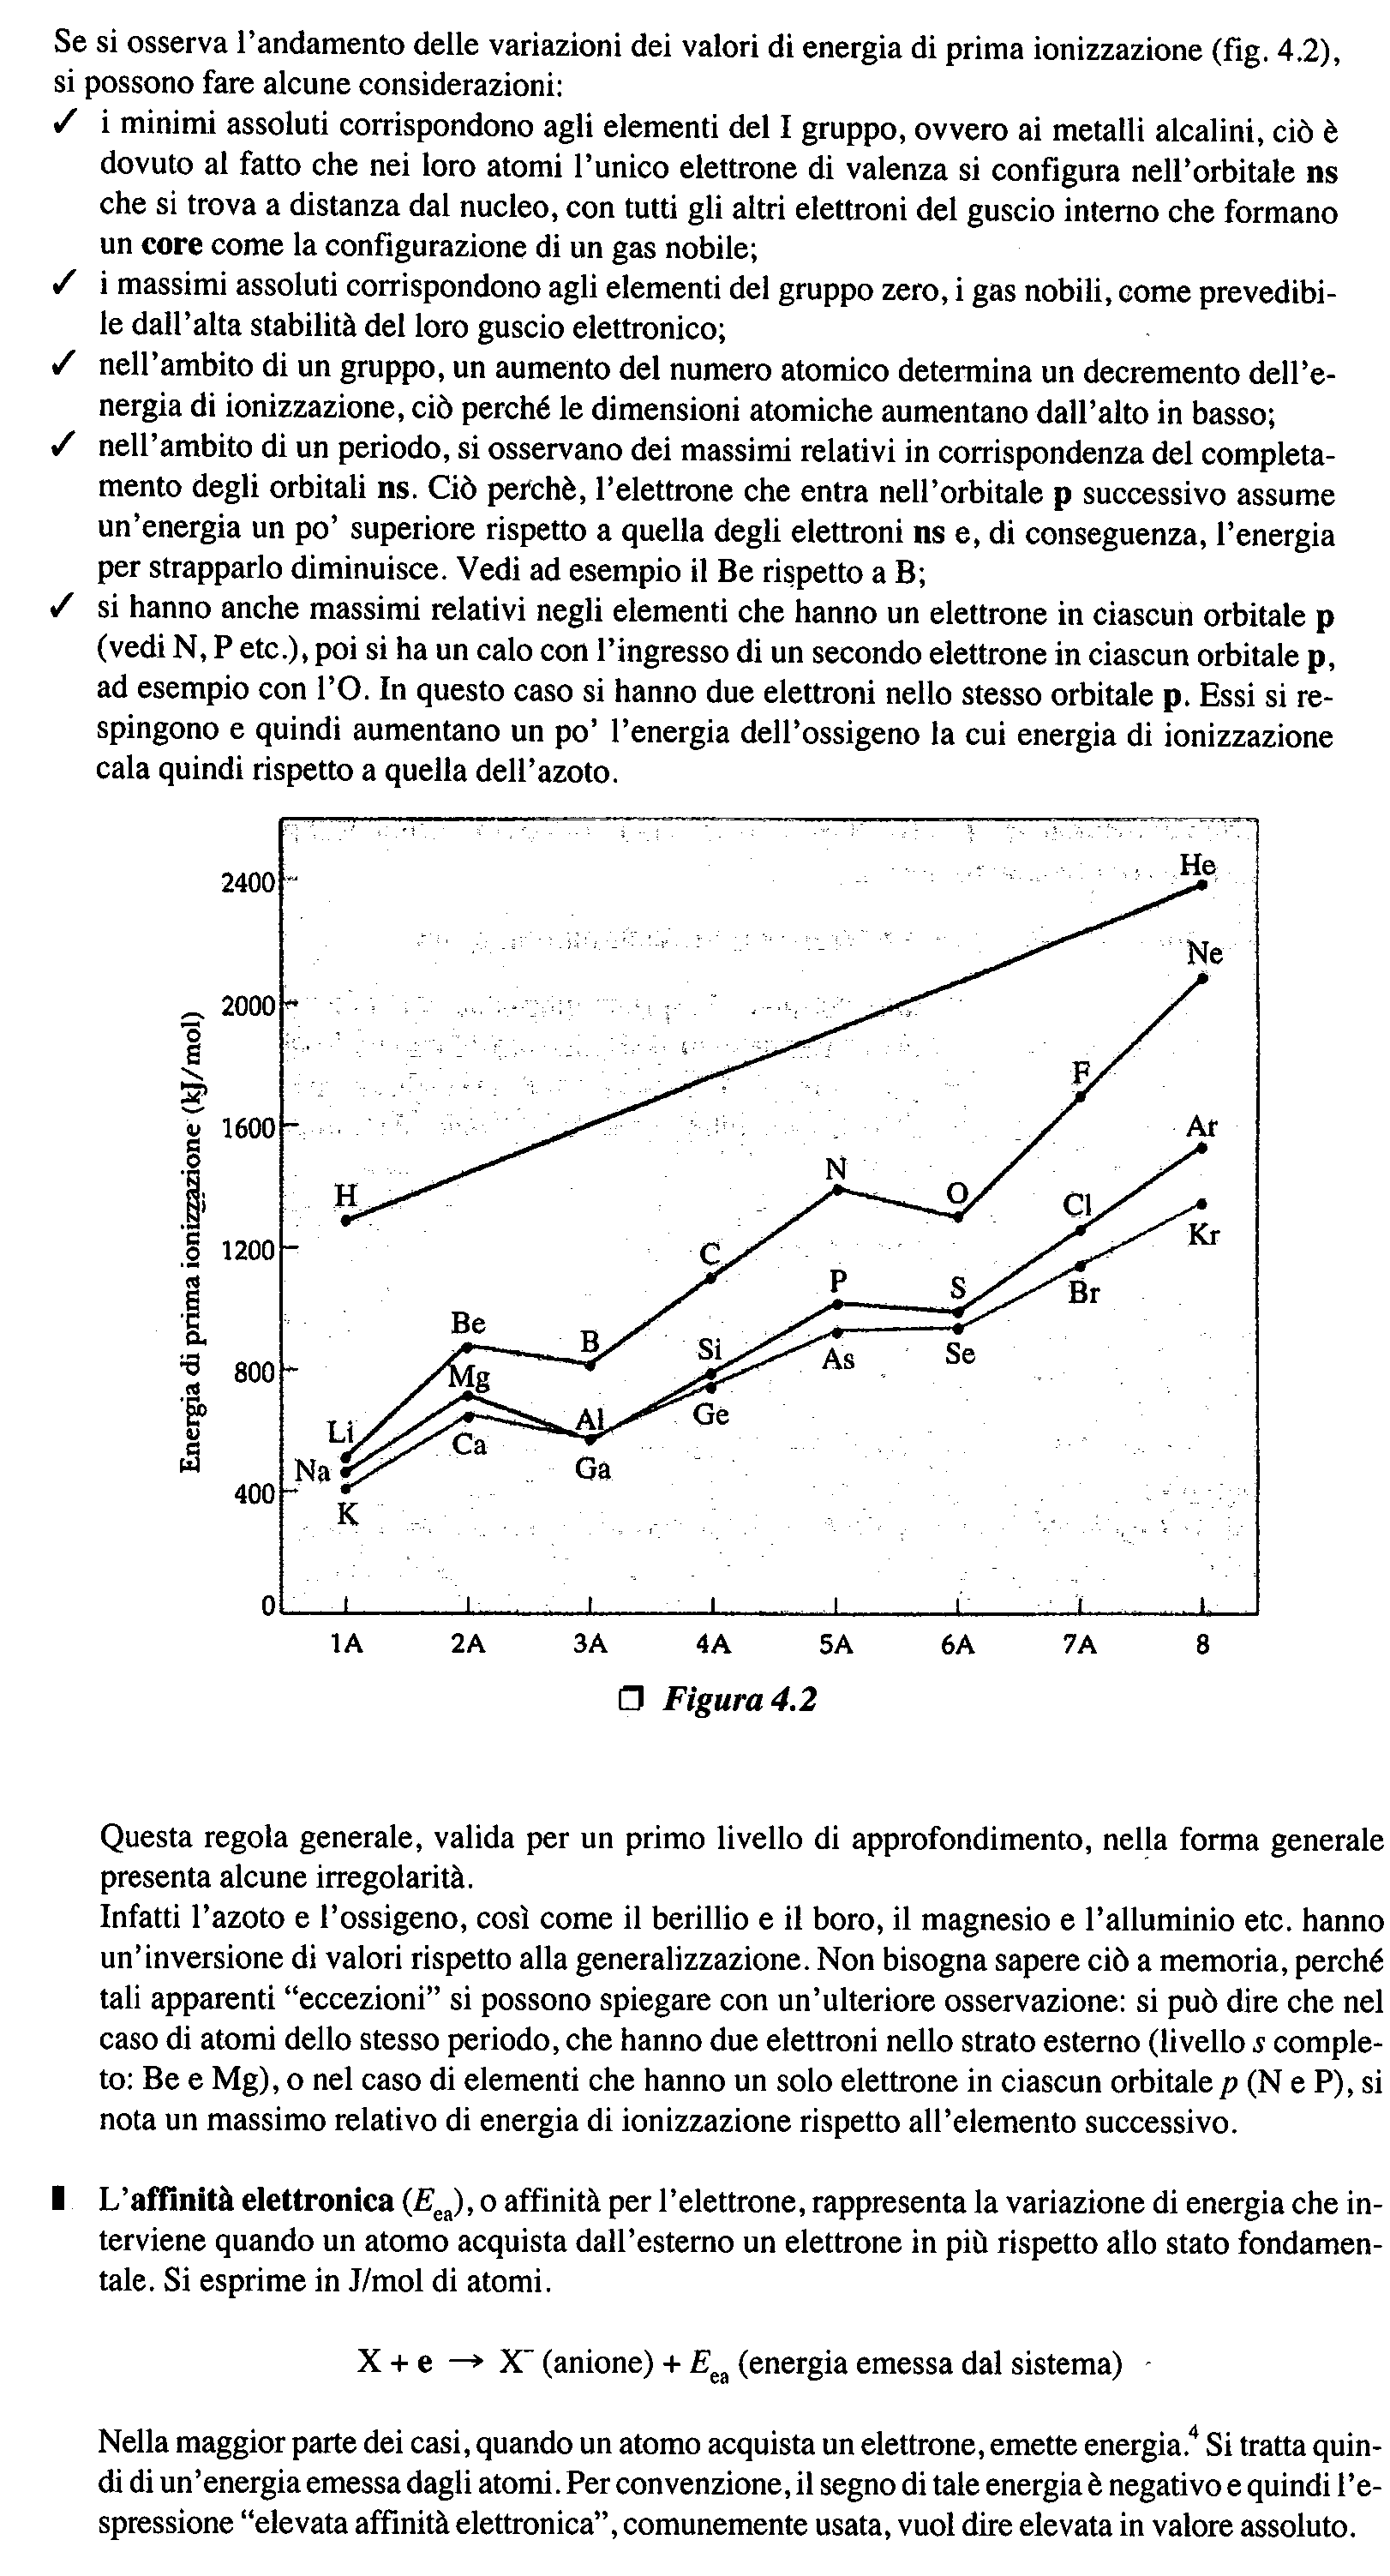 Se si osserva l'andamento delle variazioni dei valori di energia di prima ionizzazione (fig. 4.2),
si possono fare alcune considerazioni:
✓ i minimi assoluti corrispondono agli elementi del I gruppo, ovvero ai metalli alcalini, ciò è
dovuto al fatto che nei loro atomi l'unico elettrone di valenza si configura nell'orbitale ns
che si trova a distanza dal nucleo, con tutti gli altri elettroni del guscio interno che formano
un core come la configurazione di un gas nobile;
✓ i massimi assoluti corrispondono agli elementi del gruppo zero, i gas nobili, come prevedibi-
le dall'alta stabilità del loro guscio elettronico;
✓ nell'ambito di un gruppo, un aumento del numero atomico determina un decremento dell'e-
nergia di ionizzazione, ciò perché le dimensioni atomiche aumentano dall'alto in basso;
✓ nell'ambito di un periodo, si osservano dei massimi relativi in corrispondenza del completa-
mento degli orbitali ns. Ciò perchè, l'elettrone che entra nell'orbitale p successivo assume
un'energia un po' superiore rispetto a quella degli elettroni ns e, di conseguenza, l'energia
per strapparlo diminuisce. Vedi ad esempio il Be rispetto a B;
✓ si hanno anche massimi relativi negli elementi che hanno un elettrone in ciascun orbitale p
(vedi N, P etc.), poi si ha un calo con l'ingresso di un secondo elettrone in ciascun orbitale p,
ad esempio con l'O. In questo caso si hanno due elettroni nello stesso orbitale p. Essi si re-
spingono e quindi aumentano un po' l'energia dell'ossigeno la cui energia di ionizzazione
cala quindi rispetto a quella dell'azoto.
Energia di prima ionizzazione (kJ/mol)
2400
2000
1600
1200
800
400
0
He
Ne
F
Ar
H
N
O
Cl
Kr
C
P
S
Br
Be
B
Si
As
Se
Mg
Al
Ge
Li
Ca
Na
Ga
K
1A 2A 3A 4A 5A 6A 7A 8
Figura 4.2
Questa regola generale, valida per un primo livello di approfondimento, nella forma generale
presenta alcune irregolarità.
Infatti l'azoto e l'ossigeno, così come il berillio e il boro, il magnesio e l'alluminio etc. hanno
un'inversione di valori rispetto alla generalizzazione. Non bisogna sapere ciò a memoria, perché
tali apparenti “eccezioni” si possono spiegare con un'ulteriore osservazione: si può dire che nel
caso di atomi dello stesso periodo, che hanno due elettroni nello strato esterno (livello s comple-
to: Be e Mg), o nel caso di elementi che hanno un solo elettrone in ciascun orbitale p (N e P), si
nota un massimo relativo di energia di ionizzazione rispetto all'elemento successivo.
L'affinità elettronica (Eea), o affinità per l'elettrone, rappresenta la variazione di energia che in-
terviene quando un atomo acquista dall'esterno un elettrone in più rispetto allo stato fondamen-
tale. Si esprime in J/mol di atomi.
X + e → X⁻ (anione) + Eea (energia emessa dal sistema)
Nella maggior parte dei casi, quando un atomo acquista un elettrone, emette energia.⁴ Si tratta quin-
di di un'energia emessa dagli atomi. Per convenzione, il segno di tale energia è negativo e quindi l'e-
spressione “elevata affinità elettronica”, comunemente usata, vuol dire elevata in valore assoluto.